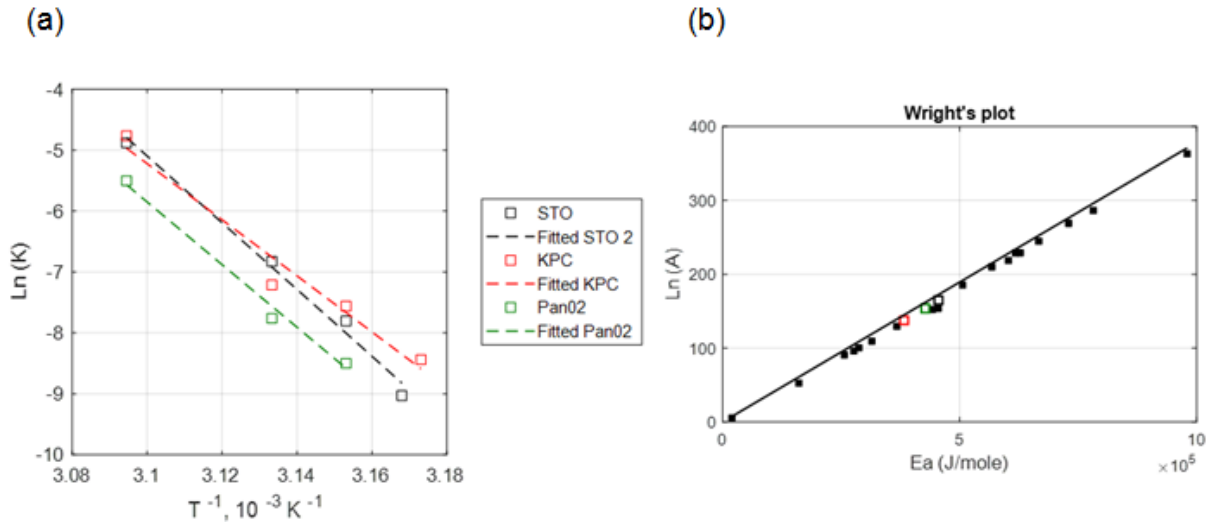 (a)
(b)
-4
-5
-6
-7
-8
-9
-10
Ln (K)
3.08 3.1 3.12 3.14 3.16 3.18
T ⁻¹, 10 ⁻³ K ⁻¹
STO
Fitted STO 2
KPC
Fitted KPC
Pan02
Fitted Pan02
Wright's plot
400
300
200
100
0
Ln (A)
0 5 10
Ea (J/mole)
×10⁵